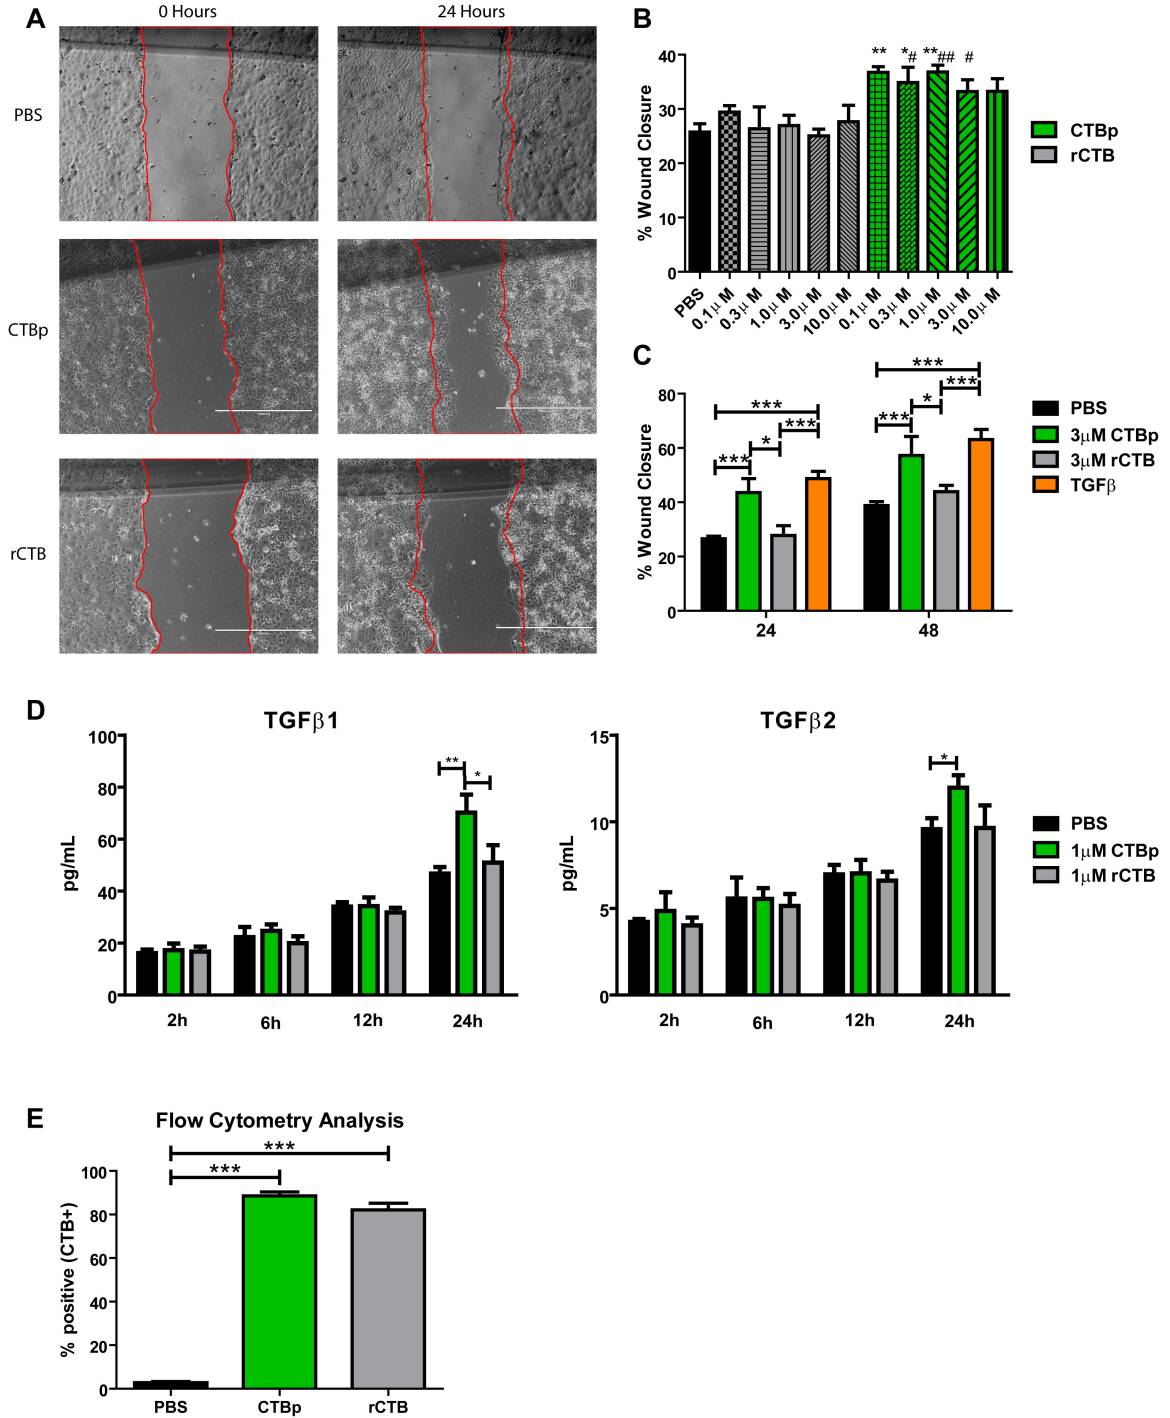 A
0 Hours
24 Hours
PBS
CTBp
rCTB
B
% Wound Closure
40
30
20
10
0
** *# **## #
PBS 0.1μM 0.3μM 1.0μM 3.0μM 10.0μM 0.1μM 0.3μM 1.0μM 3.0μM 10.0μM
CTBp
rCTB
C
% Wound Closure
80
60
40
20
0
***
***
*
***
***
***
*
***
24 48
PBS
3μM CTBp
3μM rCTB
TGFβ
D
TGFβ1
pg/mL
100
80
60
40
20
0
**
*
2h 6h 12h 24h
TGFβ2
pg/mL
15
10
5
0
*
2h 6h 12h 24h
PBS
1μM CTBp
1μM rCTB
E
Flow Cytometry Analysis
% positive (CTB+)
100
80
60
40
20
0
***
***
PBS CTBp rCTB